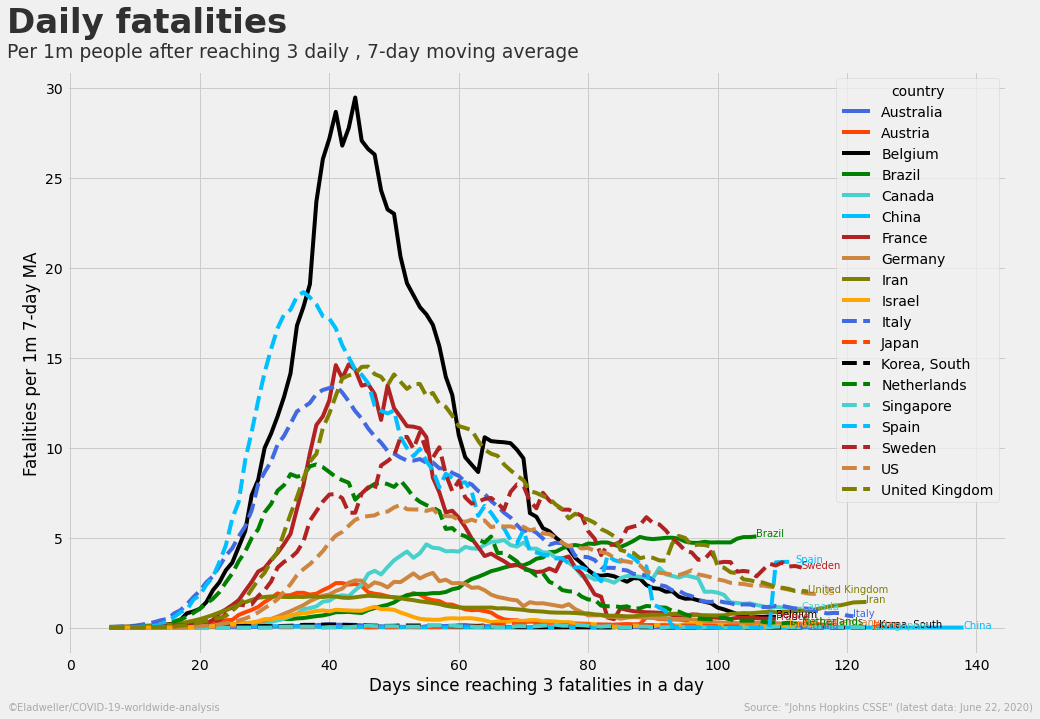 Daily fatalities
Per 1m people after reaching 3 daily , 7-day moving average
Fatalities per 1m 7-day MA
30
25
20
15
10
5
0
country
Australia
Austria
Belgium
Brazil
Canada
China
France
Germany
Iran
Israel
Italy
Japan
Korea, South
Netherlands
Singapore
Spain
Sweden
US
United Kingdom
Brazil
Spain
Sweden
United Kingdom
US
Iran
Canada
Italy
Belgium
Netherlands
Korea, South
China
0
20
40
60
80
100
120
140
Days since reaching 3 fatalities in a day
©Eladweller/COVID-19-worldwide-analysis
Source: "Johns Hopkins CSSE" (latest data: June 22, 2020)